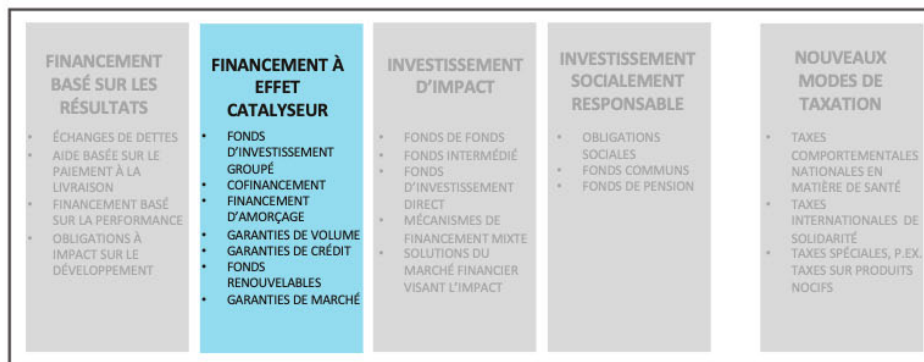 FINANCEMENT
BASÉ SUR LES
RÉSULTATS
• ÉCHANGES DE DETTES
• AIDE BASÉE SUR LE
PAIEMENT À LA
LIVRAISON
• FINANCEMENT BASÉ
SUR LA PERFORMANCE
• OBLIGATIONS À
IMPACT SUR LE
DÉVELOPPEMENT
FINANCEMENT À
EFFET
CATALYSEUR
• FONDS
D'INVESTISSEMENT
GROUPÉ
• COFINANCEMENT
• FINANCEMENT
D'AMORÇAGE
• GARANTIES DE VOLUME
• GARANTIES DE CRÉDIT
• FONDS
RENOUVELABLES
• GARANTIES DE MARCHÉ
INVESTISSEMENT
D'IMPACT
• FONDS DE FONDS
• FONDS INTERMÉDIÉ
• FONDS
D'INVESTISSEMENT
DIRECT
• MÉCANISMES DE
FINANCEMENT MIXTE
• SOLUTIONS DU
MARCHÉ FINANCIER
VISANT L'IMPACT
INVESTISSEMENT
SOCIALEMENT
RESPONSABLE
• OBLIGATIONS
SOCIALES
• FONDS COMMUNS
• FONDS DE PENSION
NOUVEAUX
MODES DE
TAXATION
• TAXES
COMPORTEMENTALES
NATIONALES EN
MATIÈRE DE SANTÉ
• TAXES
INTERNATIONALES DE
SOLIDARITÉ
• TAXES SPÉCIALES, P.EX.
TAXES SUR PRODUITS
NOCIFS